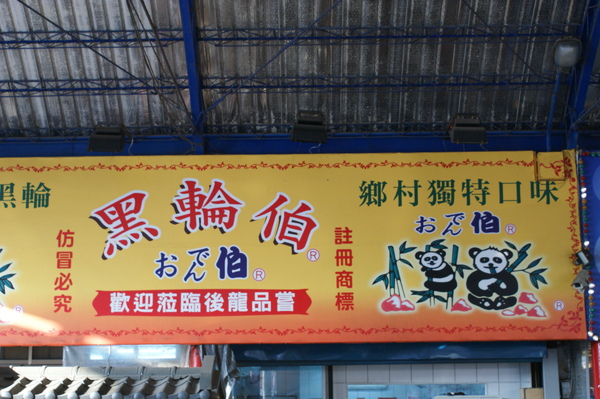 黑輪
仿冒必究
黑輪伯®
おでん伯®
歡迎蒞臨後龍品嘗
註冊商標
鄉村獨特口味
おでん伯®
®